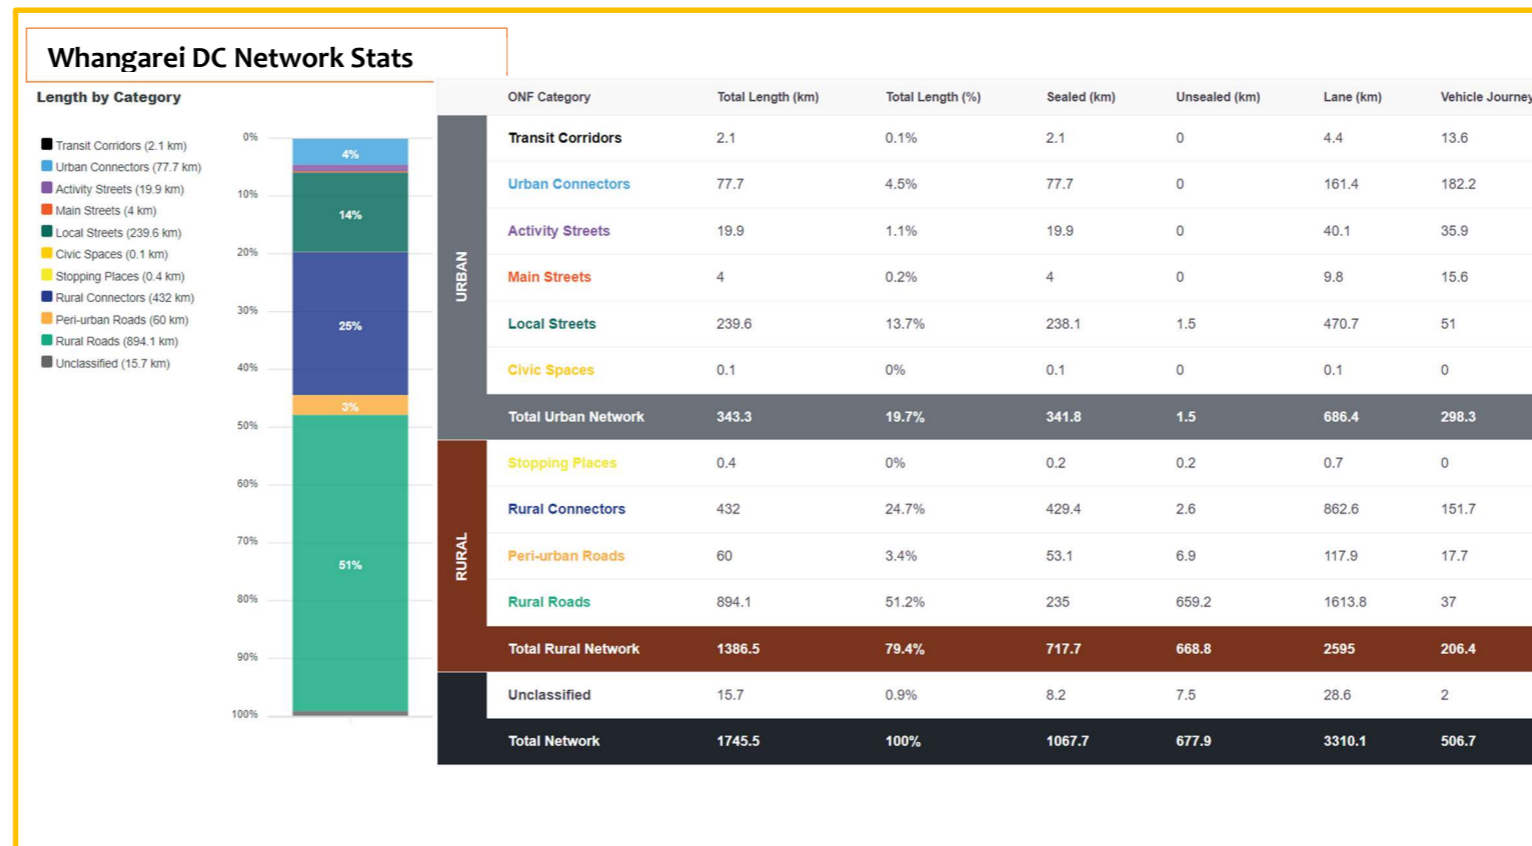 Whangarei DC Network Stats
Length by Category
Transit Corridors (2.1 km)
Urban Connectors (77.7 km)
Activity Streets (19.9 km)
Main Streets (4 km)
Local Streets (239.6 km)
Civic Spaces (0.1 km)
Stopping Places (0.4 km)
Rural Connectors (432 km)
Peri-urban Roads (60 km)
Rural Roads (894.1 km)
Unclassified (15.7 km)
0%
10%
20%
30%
40%
50%
60%
70%
80%
90%
100%
4%
14%
25%
3%
51%
ONF Category Total Length (km) Total Length (%) Sealed (km) Unsealed (km) Lane (km) Vehicle Journey
URBAN
Transit Corridors 2.1 0.1% 2.1 0 4.4 13.6
Urban Connectors 77.7 4.5% 77.7 0 161.4 182.2
Activity Streets 19.9 1.1% 19.9 0 40.1 35.9
Main Streets 4 0.2% 4 0 9.8 15.6
Local Streets 239.6 13.7% 238.1 1.5 470.7 51
Civic Spaces 0.1 0% 0.1 0 0.1 0
Total Urban Network 343.3 19.7% 341.8 1.5 686.4 298.3
RURAL
Stopping Places 0.4 0% 0.2 0.2 0.7 0
Rural Connectors 432 24.7% 429.4 2.6 862.6 151.7
Peri-urban Roads 60 3.4% 53.1 6.9 117.9 17.7
Rural Roads 894.1 51.2% 235 659.2 1613.8 37
Total Rural Network 1386.5 79.4% 717.7 668.8 2595 206.4
Unclassified 15.7 0.9% 8.2 7.5 28.6 2
Total Network 1745.5 100% 1067.7 677.9 3310.1 506.7